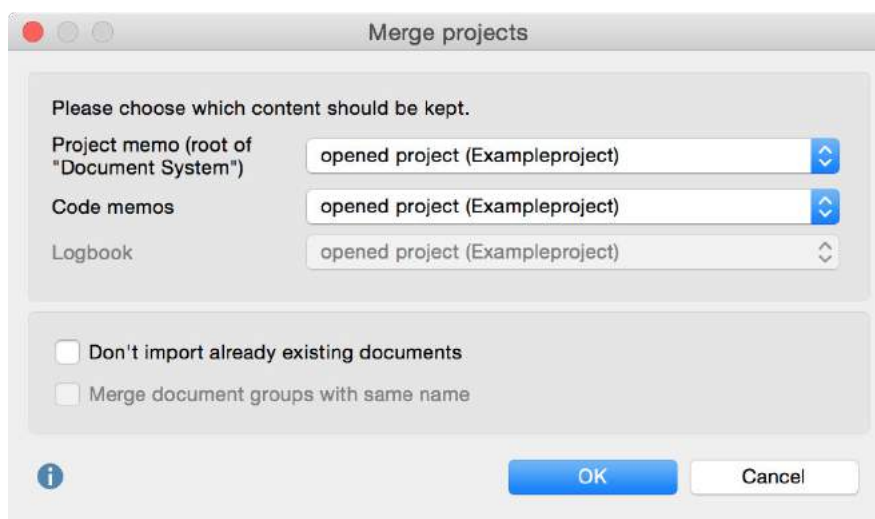 Merge projects
Please choose which content should be kept.
Project memo (root of
"Document System")
opened project (Exampleproject)
Code memos
opened project (Exampleproject)
Logbook
opened project (Exampleproject)
Don't import already existing documents
Merge document groups with same name
OK
Cancel